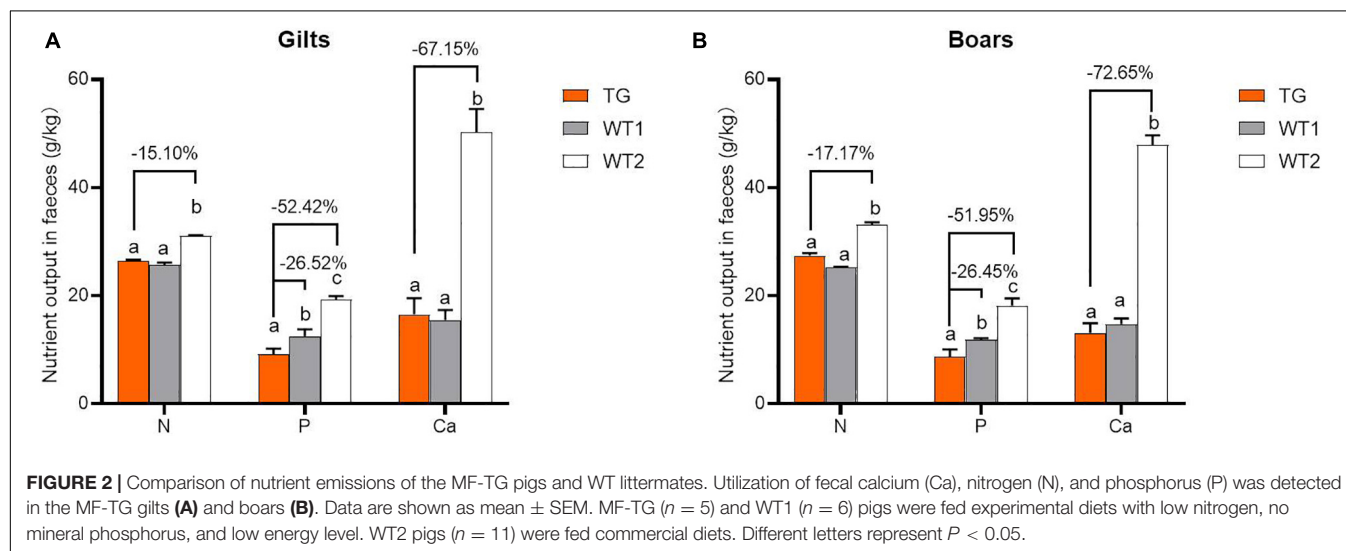 A
Gilts
-67.15%
60
-52.42%
-15.10%
-26.52%
40
20
0
Nutrient output in faeces (g/kg)
a a b
a b c
a a b
N P Ca
TG
WT1
WT2
B
Boars
-72.65%
60
-17.17%
-51.95%
-26.45%
40
20
0
Nutrient output in faeces (g/kg)
a a b
a b c
a a b
N P Ca
TG
WT1
WT2
FIGURE 2 | Comparison of nutrient emissions of the MF-TG pigs and WT littermates. Utilization of fecal calcium (Ca), nitrogen (N), and phosphorus (P) was detected
in the MF-TG gilts (A) and boars (B). Data are shown as mean ± SEM. MF-TG (n = 5) and WT1 (n = 6) pigs were fed experimental diets with low nitrogen, no
mineral phosphorus, and low energy level. WT2 pigs (n = 11) were fed commercial diets. Different letters represent P < 0.05.